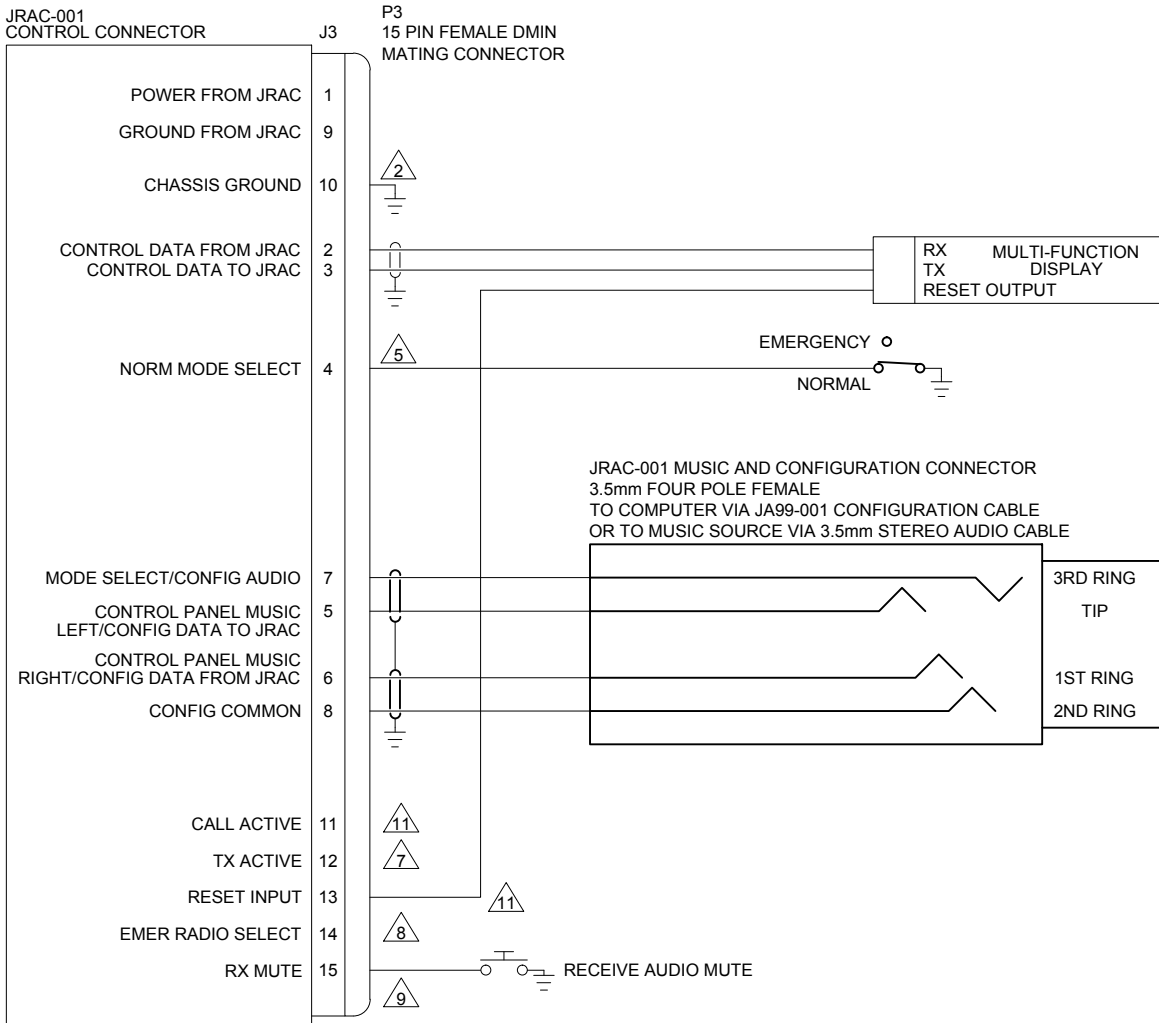 JRAC-001
CONTROL CONNECTOR
J3
P3
15 PIN FEMALE DMIN
MATING CONNECTOR
POWER FROM JRAC 1
GROUND FROM JRAC 9
2
CHASSIS GROUND 10
CONTROL DATA FROM JRAC 2
CONTROL DATA TO JRAC 3
RX
TX
RESET OUTPUT
MULTI-FUNCTION
DISPLAY
5
NORM MODE SELECT 4
EMERGENCY
NORMAL
JRAC-001 MUSIC AND CONFIGURATION CONNECTOR
3.5mm FOUR POLE FEMALE
TO COMPUTER VIA JA99-001 CONFIGURATION CABLE
OR TO MUSIC SOURCE VIA 3.5mm STEREO AUDIO CABLE
MODE SELECT/CONFIG AUDIO 7
3RD RING
CONTROL PANEL MUSIC 5
LEFT/CONFIG DATA TO JRAC
TIP
CONTROL PANEL MUSIC
RIGHT/CONFIG DATA FROM JRAC 6
1ST RING
CONFIG COMMON 8
2ND RING
CALL ACTIVE 11
11
TX ACTIVE 12
7
RESET INPUT 13
11
EMER RADIO SELECT 14
8
RX MUTE 15
RECEIVE AUDIO MUTE
9